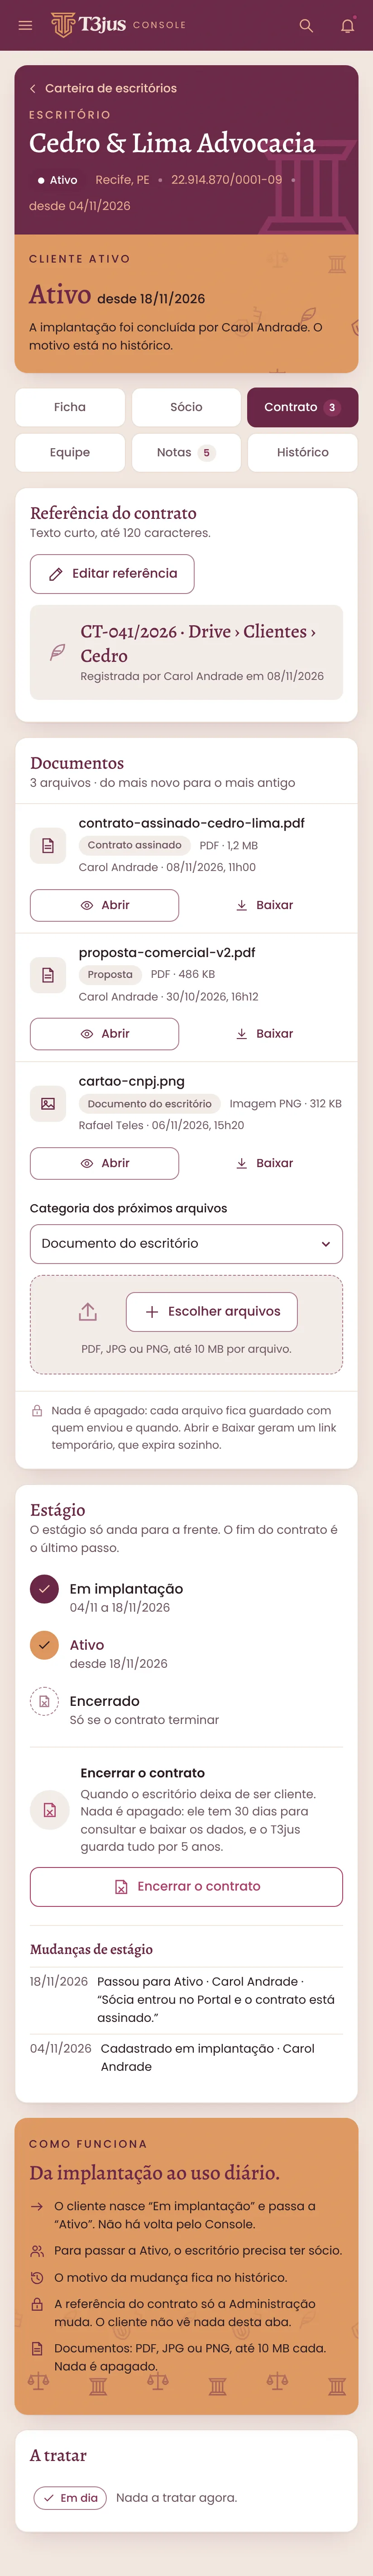 T3jus CONSOLE
Carteira de escritórios
ESCRITÓRIO
Cedro & Lima Advocacia
Ativo Recife, PE • 22.914.870/0001-09 •
desde 04/11/2026
CLIENTE ATIVO
Ativo desde 18/11/2026
A implantação foi concluída por Carol Andrade. O
motivo está no histórico.
Ficha Sócio Contrato 3
Equipe Notas 5 Histórico
Referência do contrato
Texto curto, até 120 caracteres.
Editar referência
CT-041/2026 · Drive › Clientes ›
Cedro
Registrada por Carol Andrade em 08/11/2026
Documentos
3 arquivos · do mais novo para o mais antigo
contrato-assinado-cedro-lima.pdf
Contrato assinado PDF · 1,2 MB
Carol Andrade · 08/11/2026, 11h00
Abrir Baixar
proposta-comercial-v2.pdf
Proposta PDF · 486 KB
Carol Andrade · 30/10/2026, 16h12
Abrir Baixar
cartao-cnpj.png
Documento do escritório Imagem PNG · 312 KB
Rafael Teles · 06/11/2026, 15h20
Abrir Baixar
Categoria dos próximos arquivos
Documento do escritório
Escolher arquivos
PDF, JPG ou PNG, até 10 MB por arquivo.
Nada é apagado: cada arquivo fica guardado com
quem enviou e quando. Abrir e Baixar geram um link
temporário, que expira sozinho.
Estágio
O estágio só anda para a frente. O fim do contrato é
o último passo.
Em implantação
04/11 a 18/11/2026
Ativo
desde 18/11/2026
Encerrado
Só se o contrato terminar
Encerrar o contrato
Quando o escritório deixa de ser cliente.
Nada é apagado: ele tem 30 dias para
consultar e baixar os dados, e o T3jus
guarda tudo por 5 anos.
Encerrar o contrato
Mudanças de estágio
18/11/2026 Passou para Ativo · Carol Andrade ·
“Sócia entrou no Portal e o contrato está
assinado.”
04/11/2026 Cadastrado em implantação · Carol
Andrade
COMO FUNCIONA
Da implantação ao uso diário.
O cliente nasce “Em implantação” e passa a
“Ativo”. Não há volta pelo Console.
Para passar a Ativo, o escritório precisa ter sócio.
O motivo da mudança fica no histórico.
A referência do contrato só a Administração
muda. O cliente não vê nada desta aba.
Documentos: PDF, JPG ou PNG, até 10 MB cada.
Nada é apagado.
A tratar
Em dia Nada a tratar agora.